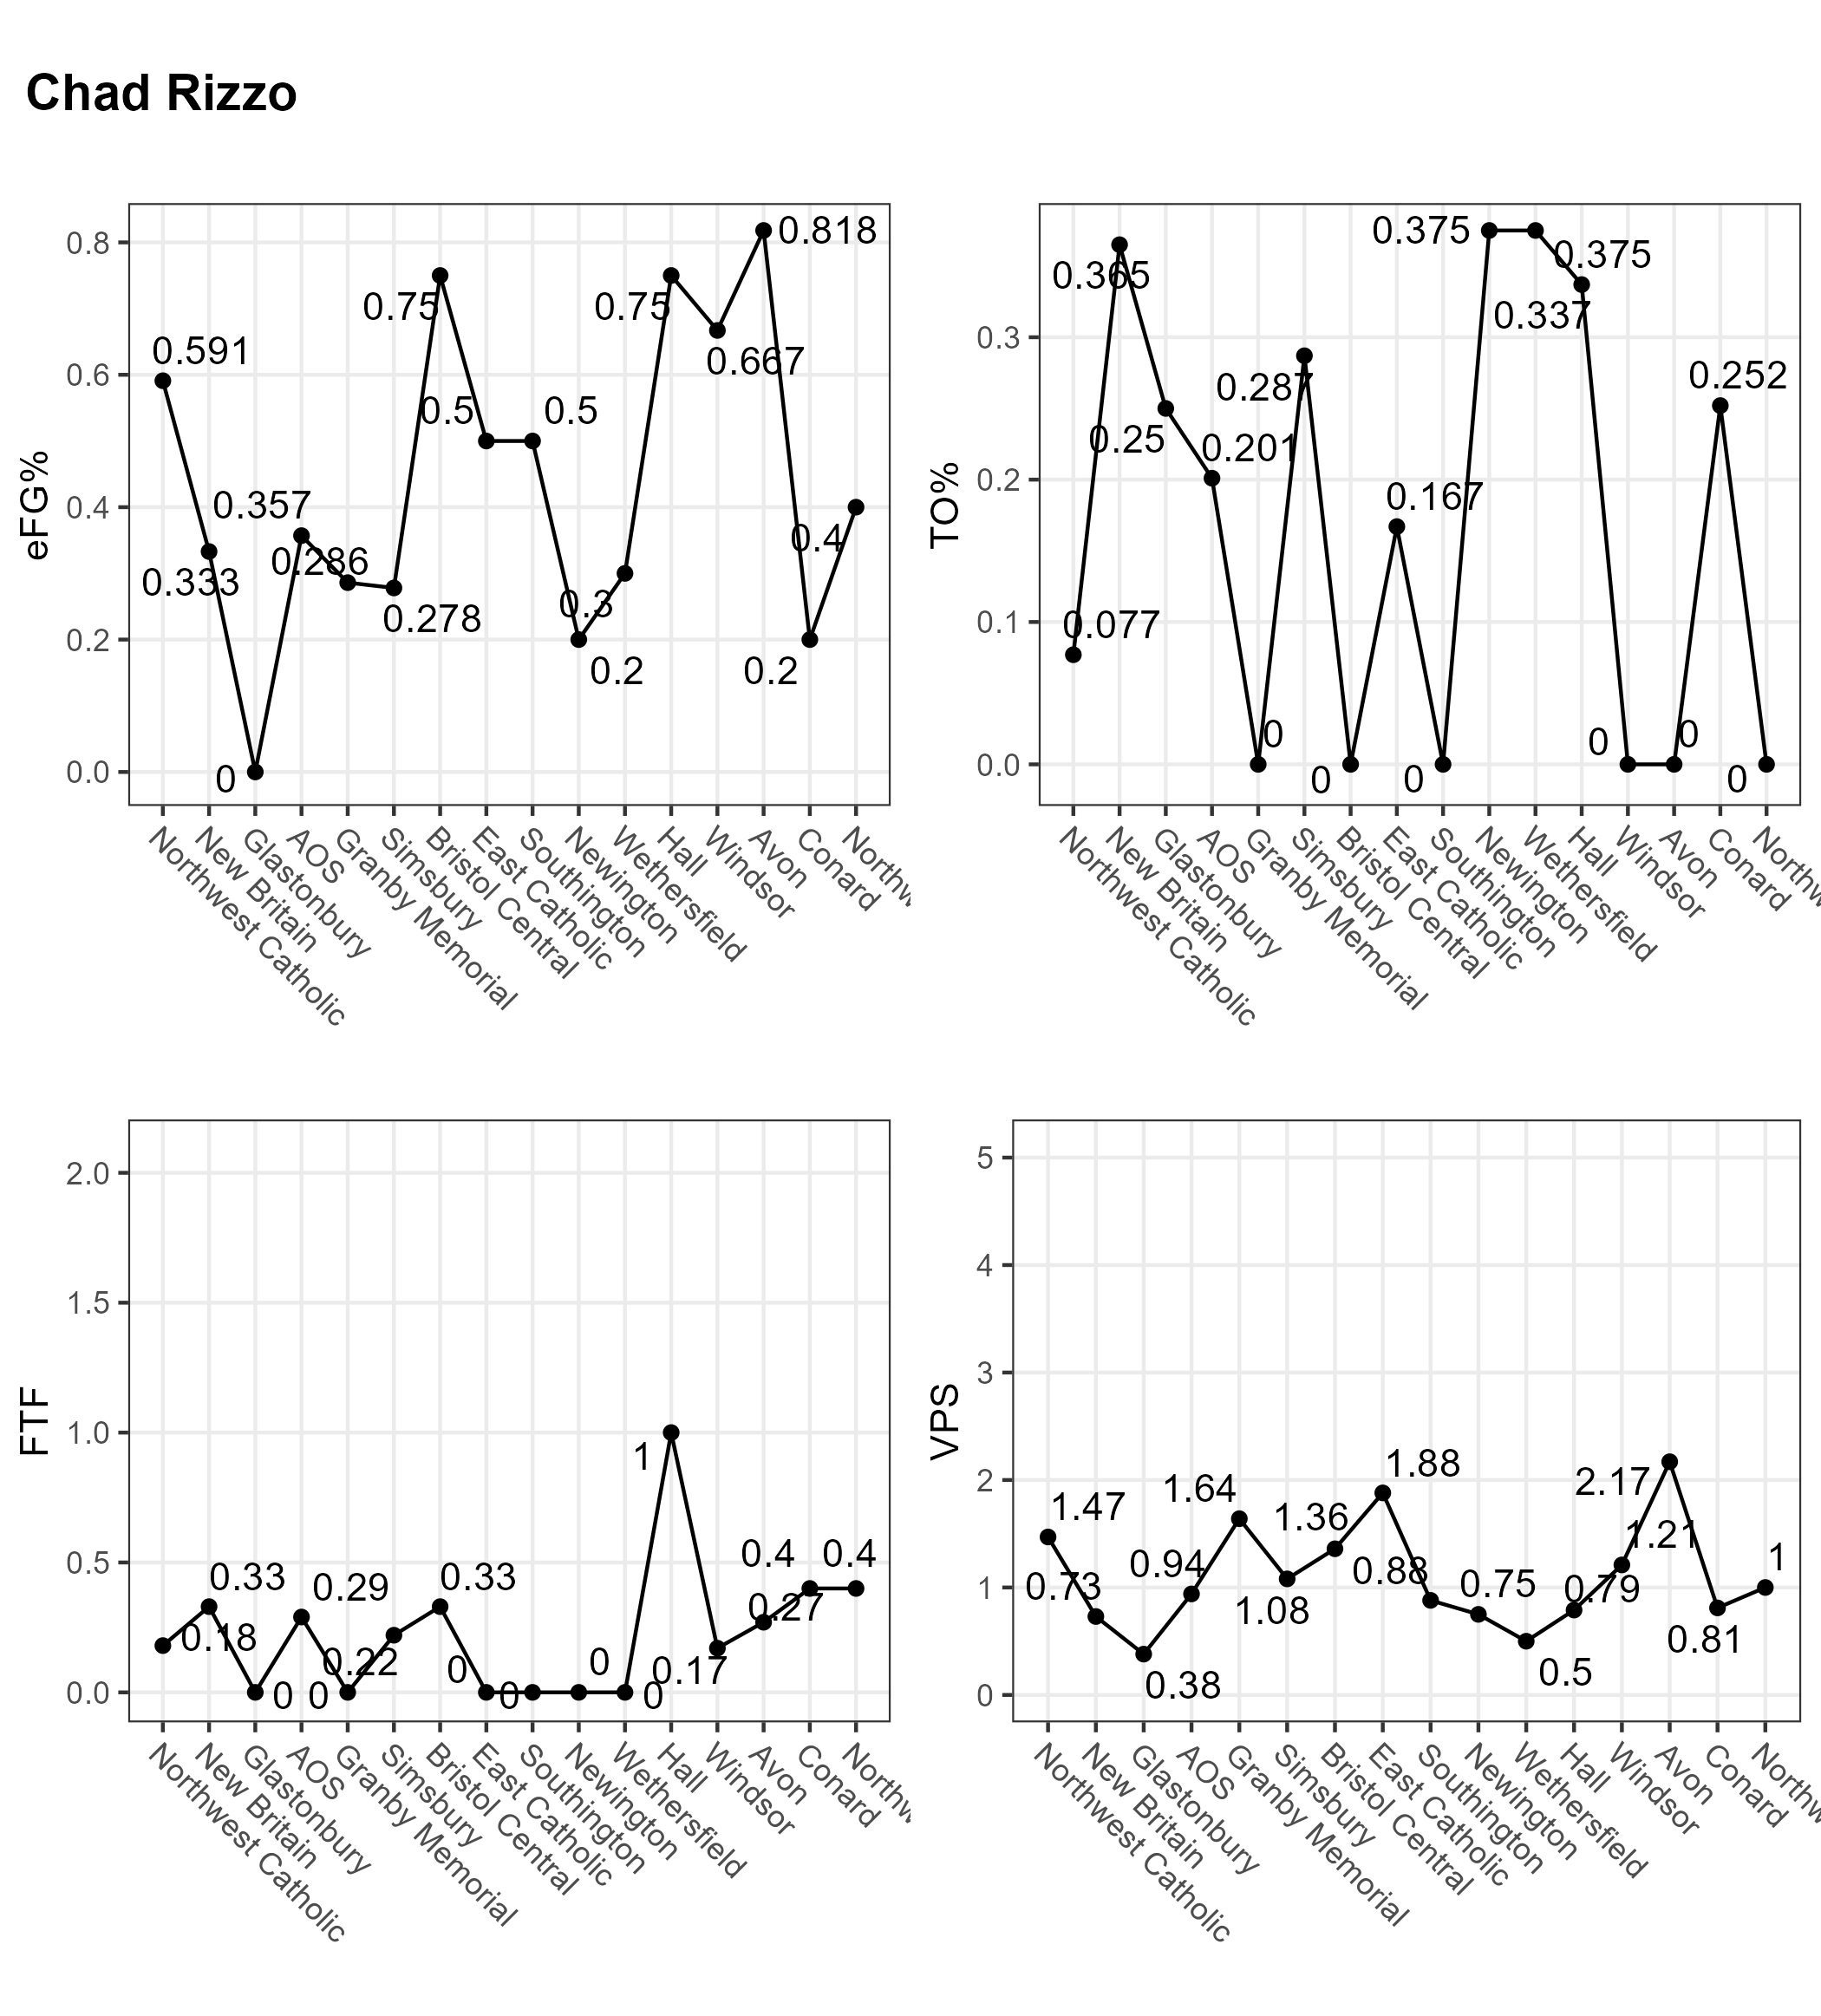 Chad Rizzo
eFG%
0.8
0.6
0.4
0.2
0.0
0.591
0.333
0
0.357
0.286
0.278
0.75
0.5
0.5
0.2
0.3
0.75
0.667
0.818
0.2
0.4
Northwest Catholic
New Britain
Glastonbury
AOS
Granby Memorial
Simsbury
Bristol Central
East Catholic
Southington
Newington
Wethersfield
Hall
Windsor
Avon
Conard
Northw
TO%
0.3
0.2
0.1
0.0
0.077
0.365
0.25
0.201
0
0.287
0
0.167
0
0.375
0.375
0.337
0
0
0.252
0
Northwest Catholic
New Britain
Glastonbury
AOS
Granby Memorial
Simsbury
Bristol Central
East Catholic
Southington
Newington
Wethersfield
Hall
Windsor
Avon
Conard
Northw
FTF
2.0
1.5
1.0
0.5
0.0
0.18
0.33
0
0.29
0
0.22
0.33
0
0
0
0
1
0.17
0.27
0.4
0.4
Northwest Catholic
New Britain
Glastonbury
AOS
Granby Memorial
Simsbury
Bristol Central
East Catholic
Southington
Newington
Wethersfield
Hall
Windsor
Avon
Conard
Northw
VPS
5
4
3
2
1
0
1.47
0.73
0.38
0.94
1.64
1.08
1.36
1.88
0.88
0.75
0.5
0.79
1.21
2.17
0.81
1
Northwest Catholic
New Britain
Glastonbury
AOS
Granby Memorial
Simsbury
Bristol Central
East Catholic
Southington
Newington
Wethersfield
Hall
Windsor
Avon
Conard
Northw